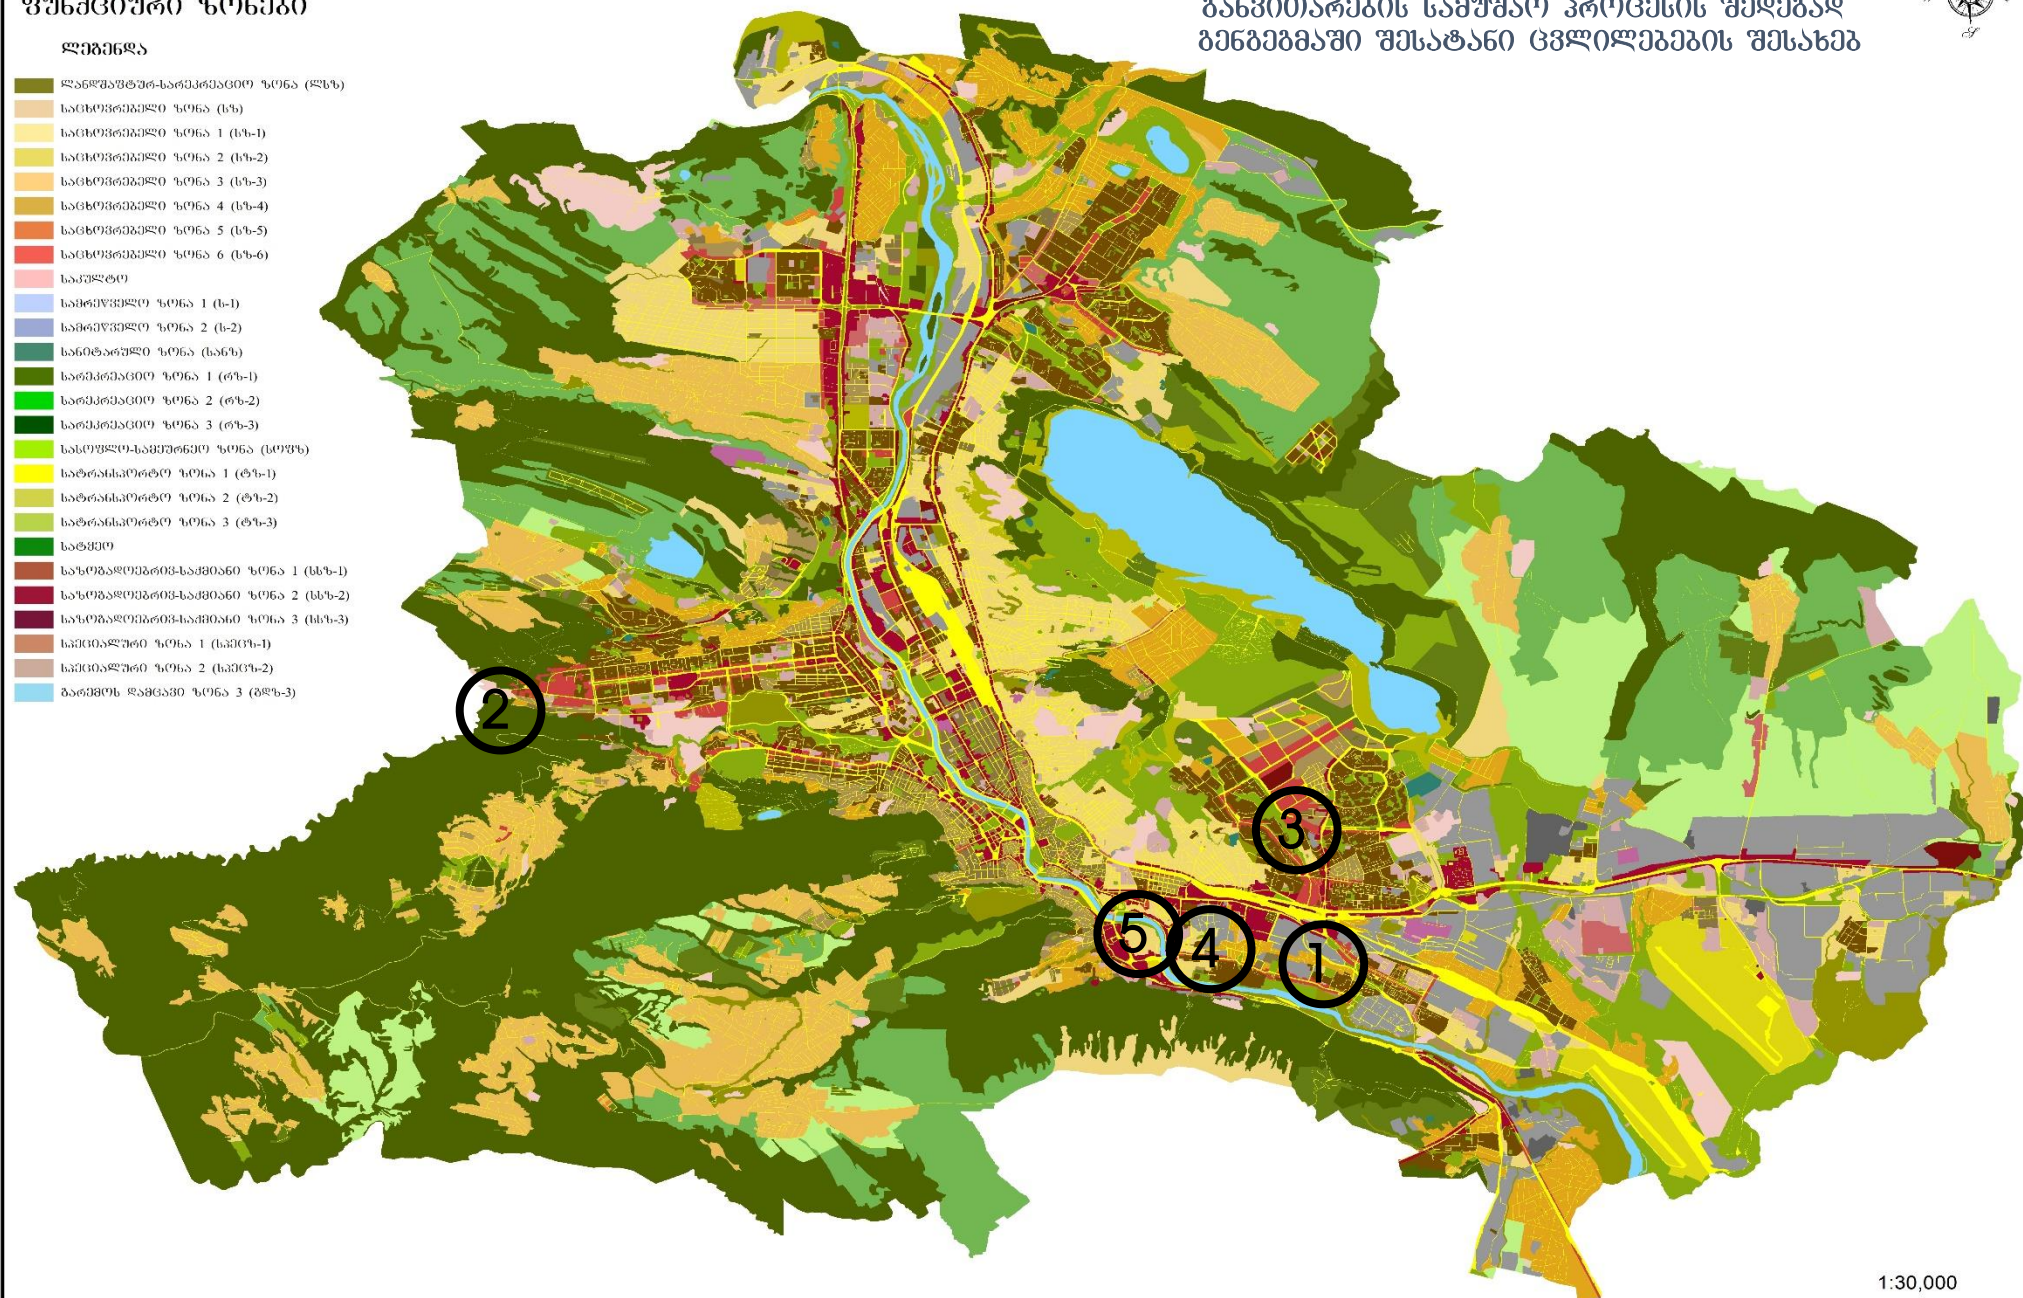 ფუნქციური ზონები
განვითარების სამუშაო პროცესის შედეგად
გენგეგმაში შესატანი ცვლილებების შესახებ
ლეგენდა
ლანდშაფტურ-სარეკრეაციო ზონა (ლსზ)
საცხოვრებელი ზონა (სზ)
საცხოვრებელი ზონა 1 (სზ-1)
საცხოვრებელი ზონა 2 (სზ-2)
საცხოვრებელი ზონა 3 (სზ-3)
საცხოვრებელი ზონა 4 (სზ-4)
საცხოვრებელი ზონა 5 (სზ-5)
საცხოვრებელი ზონა 6 (სზ-6)
საკულტო
სამრეწველო ზონა 1 (ს-1)
სამრეწველო ზონა 2 (ს-2)
სანიტარული ზონა (სანზ)
სარეკრეაციო ზონა 1 (რზ-1)
სარეკრეაციო ზონა 2 (რზ-2)
სარეკრეაციო ზონა 3 (რზ-3)
სასოფლო-სამეურნეო ზონა (სოფზ)
სატრანსპორტო ზონა 1 (ტზ-1)
სატრანსპორტო ზონა 2 (ტზ-2)
სატრანსპორტო ზონა 3 (ტზ-3)
სატყეო
საზოგადოებრივ-საქმიანი ზონა 1 (სსზ-1)
საზოგადოებრივ-საქმიანი ზონა 2 (სსზ-2)
საზოგადოებრივ-საქმიანი ზონა 3 (სსზ-3)
სპეციალური ზონა 1 (სპეცზ-1)
სპეციალური ზონა 2 (სპეცზ-2)
გარემოს დამცავი ზონა 3 (გდზ-3)
2
3
5
4
1
1:30,000